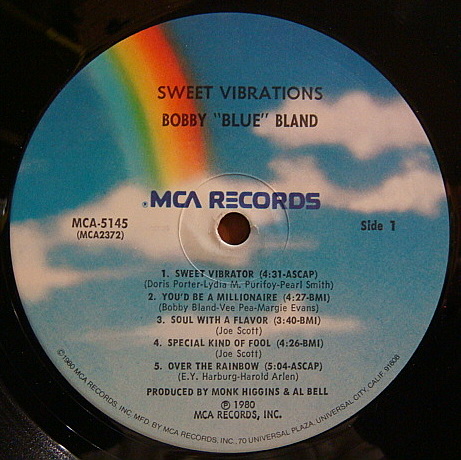 SWEET VIBRATIONS
BOBBY "BLUE" BLAND
MCA RECORDS
MCA-5145
(MCA2372)
Side 1
1. SWEET VIBRATOR (4:31-ASCAP)
(Doris Porter-Lydia M. Purifoy-Pearl Smith)
2. YOU'D BE A MILLIONAIRE (4:27-BMI)
(Bobby Bland-Vee Pea-Margie Evans)
3. SOUL WITH A FLAVOR (3:40-BMI)
(Joe Scott)
4. SPECIAL KIND OF FOOL (4:26-BMI)
(Joe Scott)
5. OVER THE RAINBOW (5:04-ASCAP)
(E.Y. Harburg-Harold Arlen)
PRODUCED BY MONK HIGGINS & AL BELL
℗ 1980
MCA RECORDS, INC.
©1980 MCA RECORDS, INC. MFD. BY MCA RECORDS, INC., 70 UNIVERSAL PLAZA, UNIVERSAL CITY, CALIF. 91608